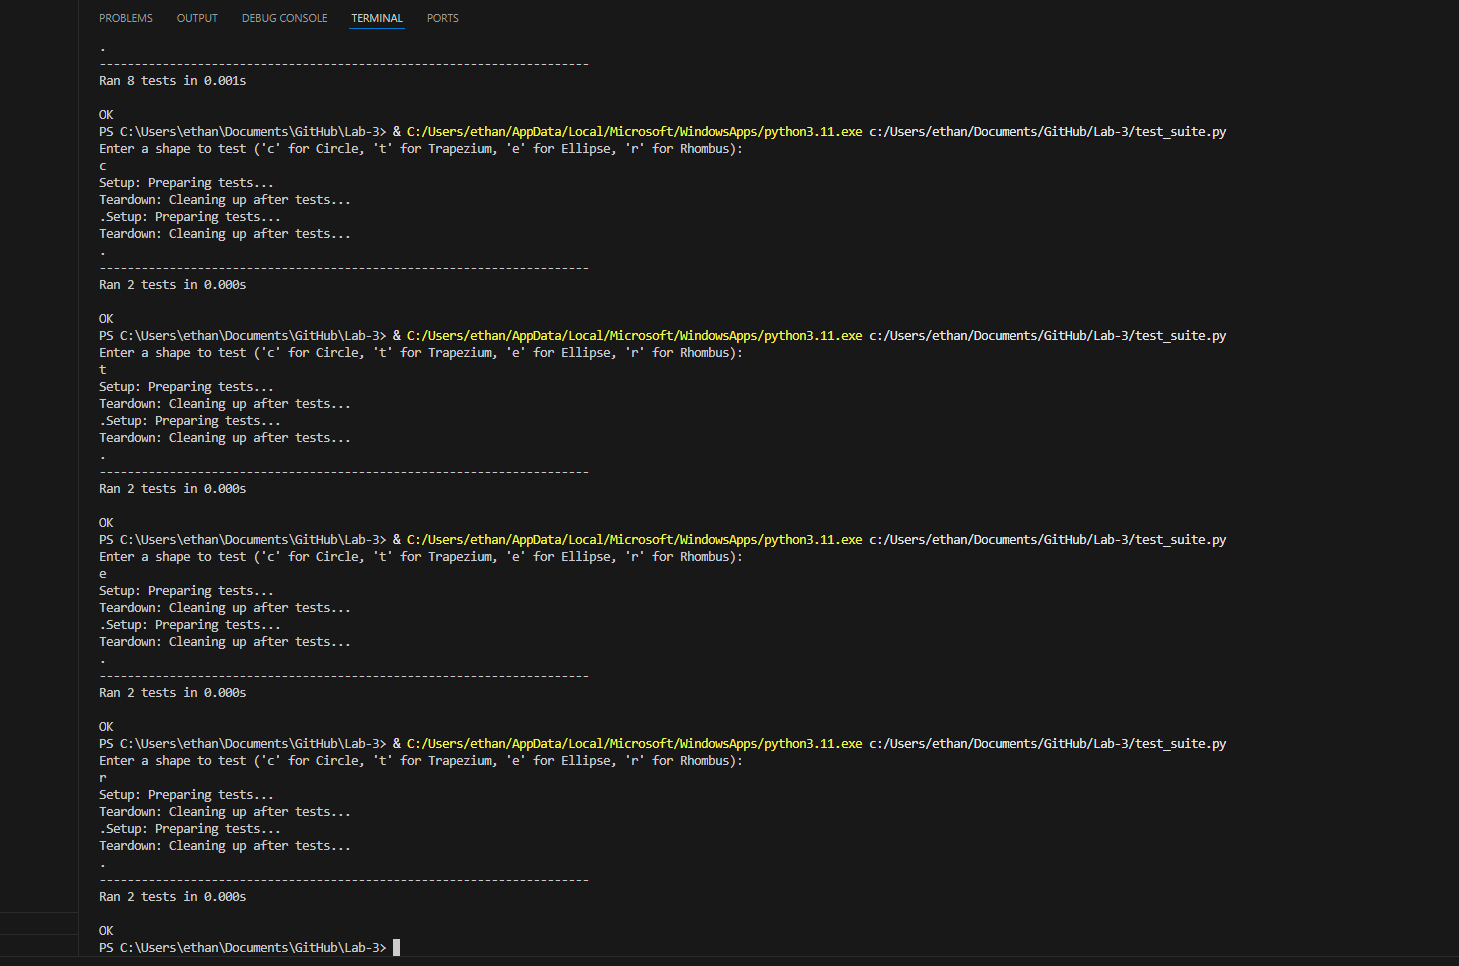 PROBLEMS OUTPUT DEBUG CONSOLE TERMINAL PORTS
.
----------------------------------------------------------------------
Ran 8 tests in 0.001s

OK
PS C:\Users\ethan\Documents\GitHub\Lab-3> & C:/Users/ethan/AppData/Local/Microsoft/WindowsApps/python3.11.exe c:/Users/ethan/Documents/GitHub/Lab-3/test_suite.py
Enter a shape to test ('c' for Circle, 't' for Trapezium, 'e' for Ellipse, 'r' for Rhombus):
c
Setup: Preparing tests...
Teardown: Cleaning up after tests...
.Setup: Preparing tests...
Teardown: Cleaning up after tests...
.
----------------------------------------------------------------------
Ran 2 tests in 0.000s

OK
PS C:\Users\ethan\Documents\GitHub\Lab-3> & C:/Users/ethan/AppData/Local/Microsoft/WindowsApps/python3.11.exe c:/Users/ethan/Documents/GitHub/Lab-3/test_suite.py
Enter a shape to test ('c' for Circle, 't' for Trapezium, 'e' for Ellipse, 'r' for Rhombus):
t
Setup: Preparing tests...
Teardown: Cleaning up after tests...
.Setup: Preparing tests...
Teardown: Cleaning up after tests...
.
----------------------------------------------------------------------
Ran 2 tests in 0.000s

OK
PS C:\Users\ethan\Documents\GitHub\Lab-3> & C:/Users/ethan/AppData/Local/Microsoft/WindowsApps/python3.11.exe c:/Users/ethan/Documents/GitHub/Lab-3/test_suite.py
Enter a shape to test ('c' for Circle, 't' for Trapezium, 'e' for Ellipse, 'r' for Rhombus):
e
Setup: Preparing tests...
Teardown: Cleaning up after tests...
.Setup: Preparing tests...
Teardown: Cleaning up after tests...
.
----------------------------------------------------------------------
Ran 2 tests in 0.000s

OK
PS C:\Users\ethan\Documents\GitHub\Lab-3> & C:/Users/ethan/AppData/Local/Microsoft/WindowsApps/python3.11.exe c:/Users/ethan/Documents/GitHub/Lab-3/test_suite.py
Enter a shape to test ('c' for Circle, 't' for Trapezium, 'e' for Ellipse, 'r' for Rhombus):
r
Setup: Preparing tests...
Teardown: Cleaning up after tests...
.Setup: Preparing tests...
Teardown: Cleaning up after tests...
.
----------------------------------------------------------------------
Ran 2 tests in 0.000s

OK
PS C:\Users\ethan\Documents\GitHub\Lab-3>